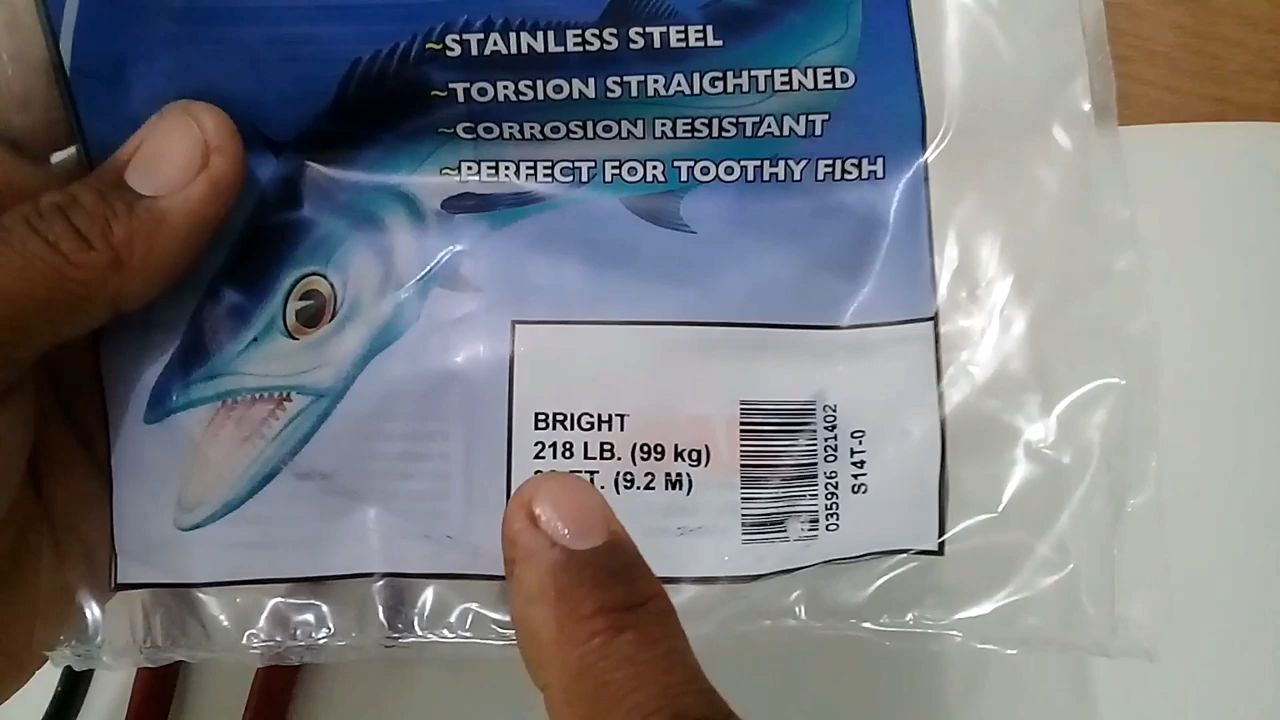 ~STAINLESS STEEL
~TORSION STRAIGHTENED
~CORROSION RESISTANT
~PERFECT FOR TOOTHY FISH
BRIGHT
218 LB. (99 kg)
(9.2 M)
035926 021402
S14T-0